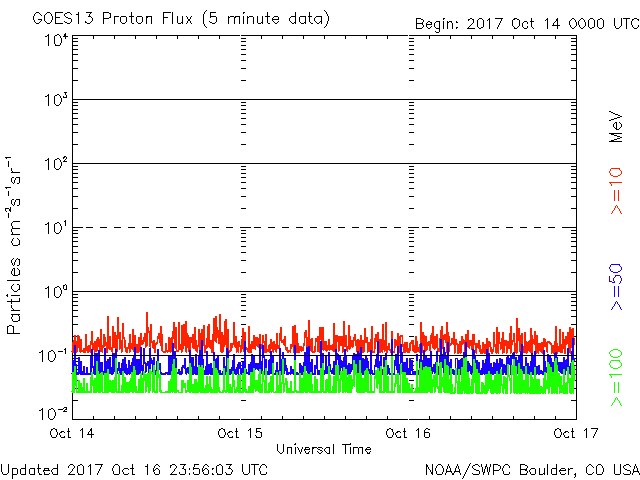 GOES13 Proton Flux (5 minute data)
Begin: 2017 Oct 14 0000 UTC
10⁴
10³
10²
10¹
10⁰
10⁻¹
10⁻²
Particles cm⁻²s⁻¹sr⁻¹
MeV
>=10
>=50
>=100
Oct 14
Oct 15
Oct 16
Oct 17
Universal Time
Updated 2017 Oct 16 23:56:03 UTC
NOAA/SWPC Boulder, CO USA